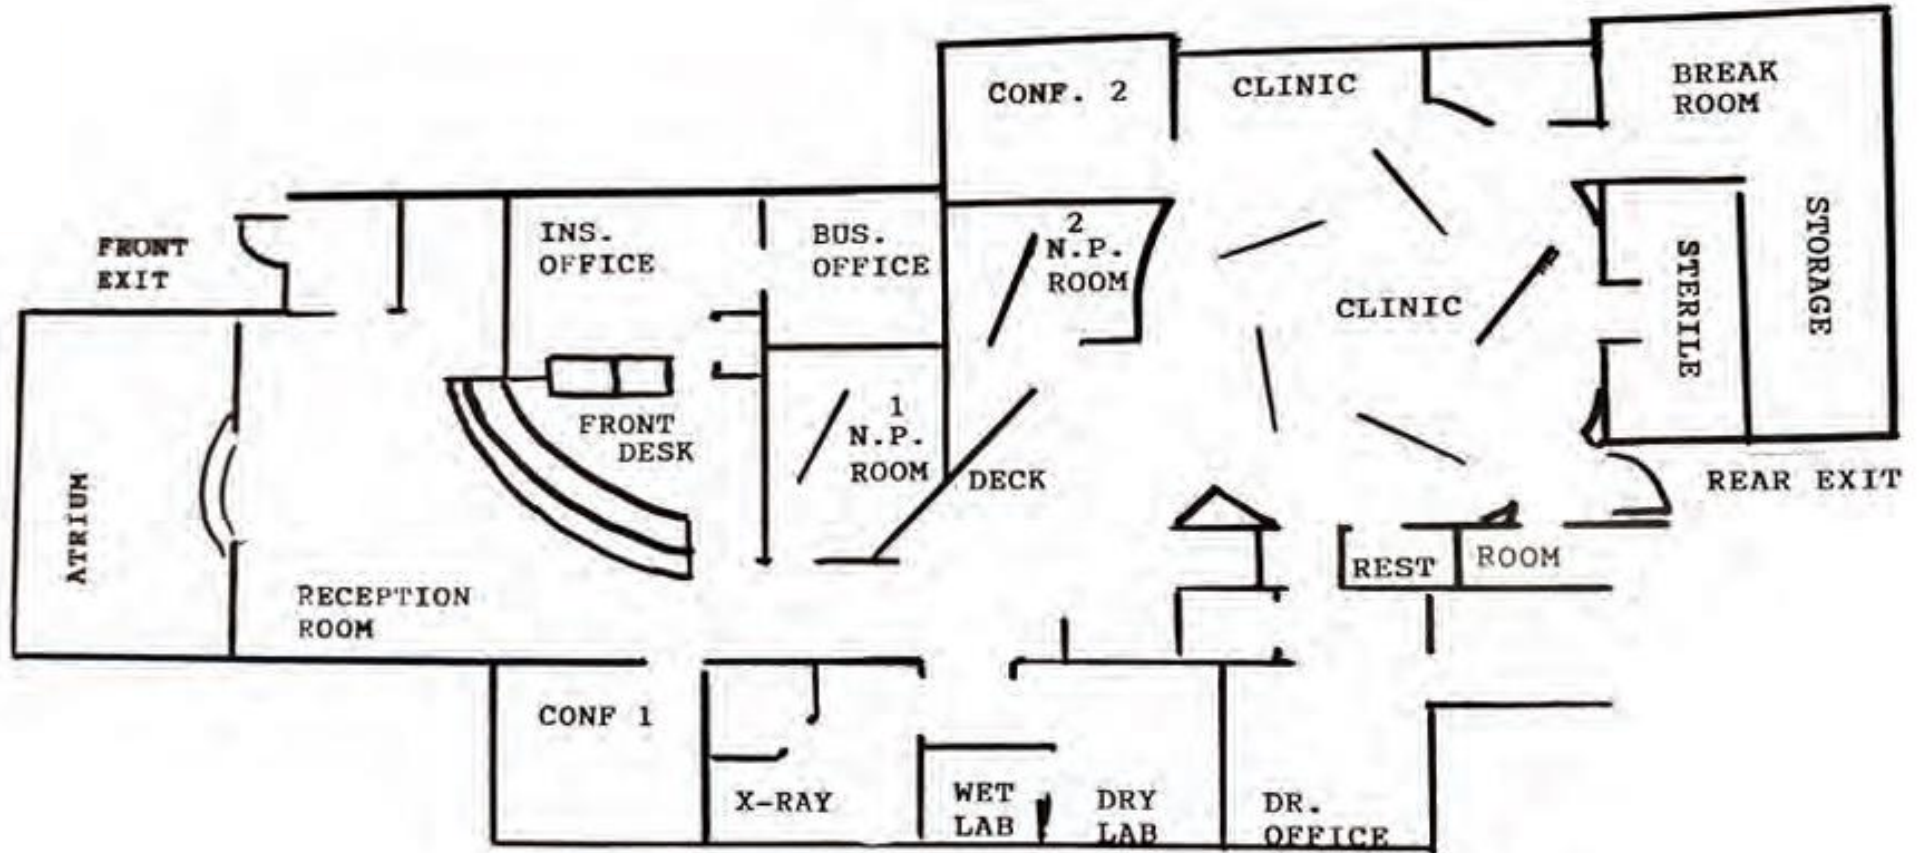 CONF. 2
CLINIC
BREAK
ROOM
FRONT
EXIT
INS.
OFFICE
BUS.
OFFICE
2
N.P.
ROOM
CLINIC
STERILE
STORAGE
FRONT
DESK
1
N.P.
ROOM
DECK
REAR EXIT
ATRIUM
RECEPTION
ROOM
REST
ROOM
CONF 1
X-RAY
WET
LAB
DRY
LAB
DR.
OFFICE